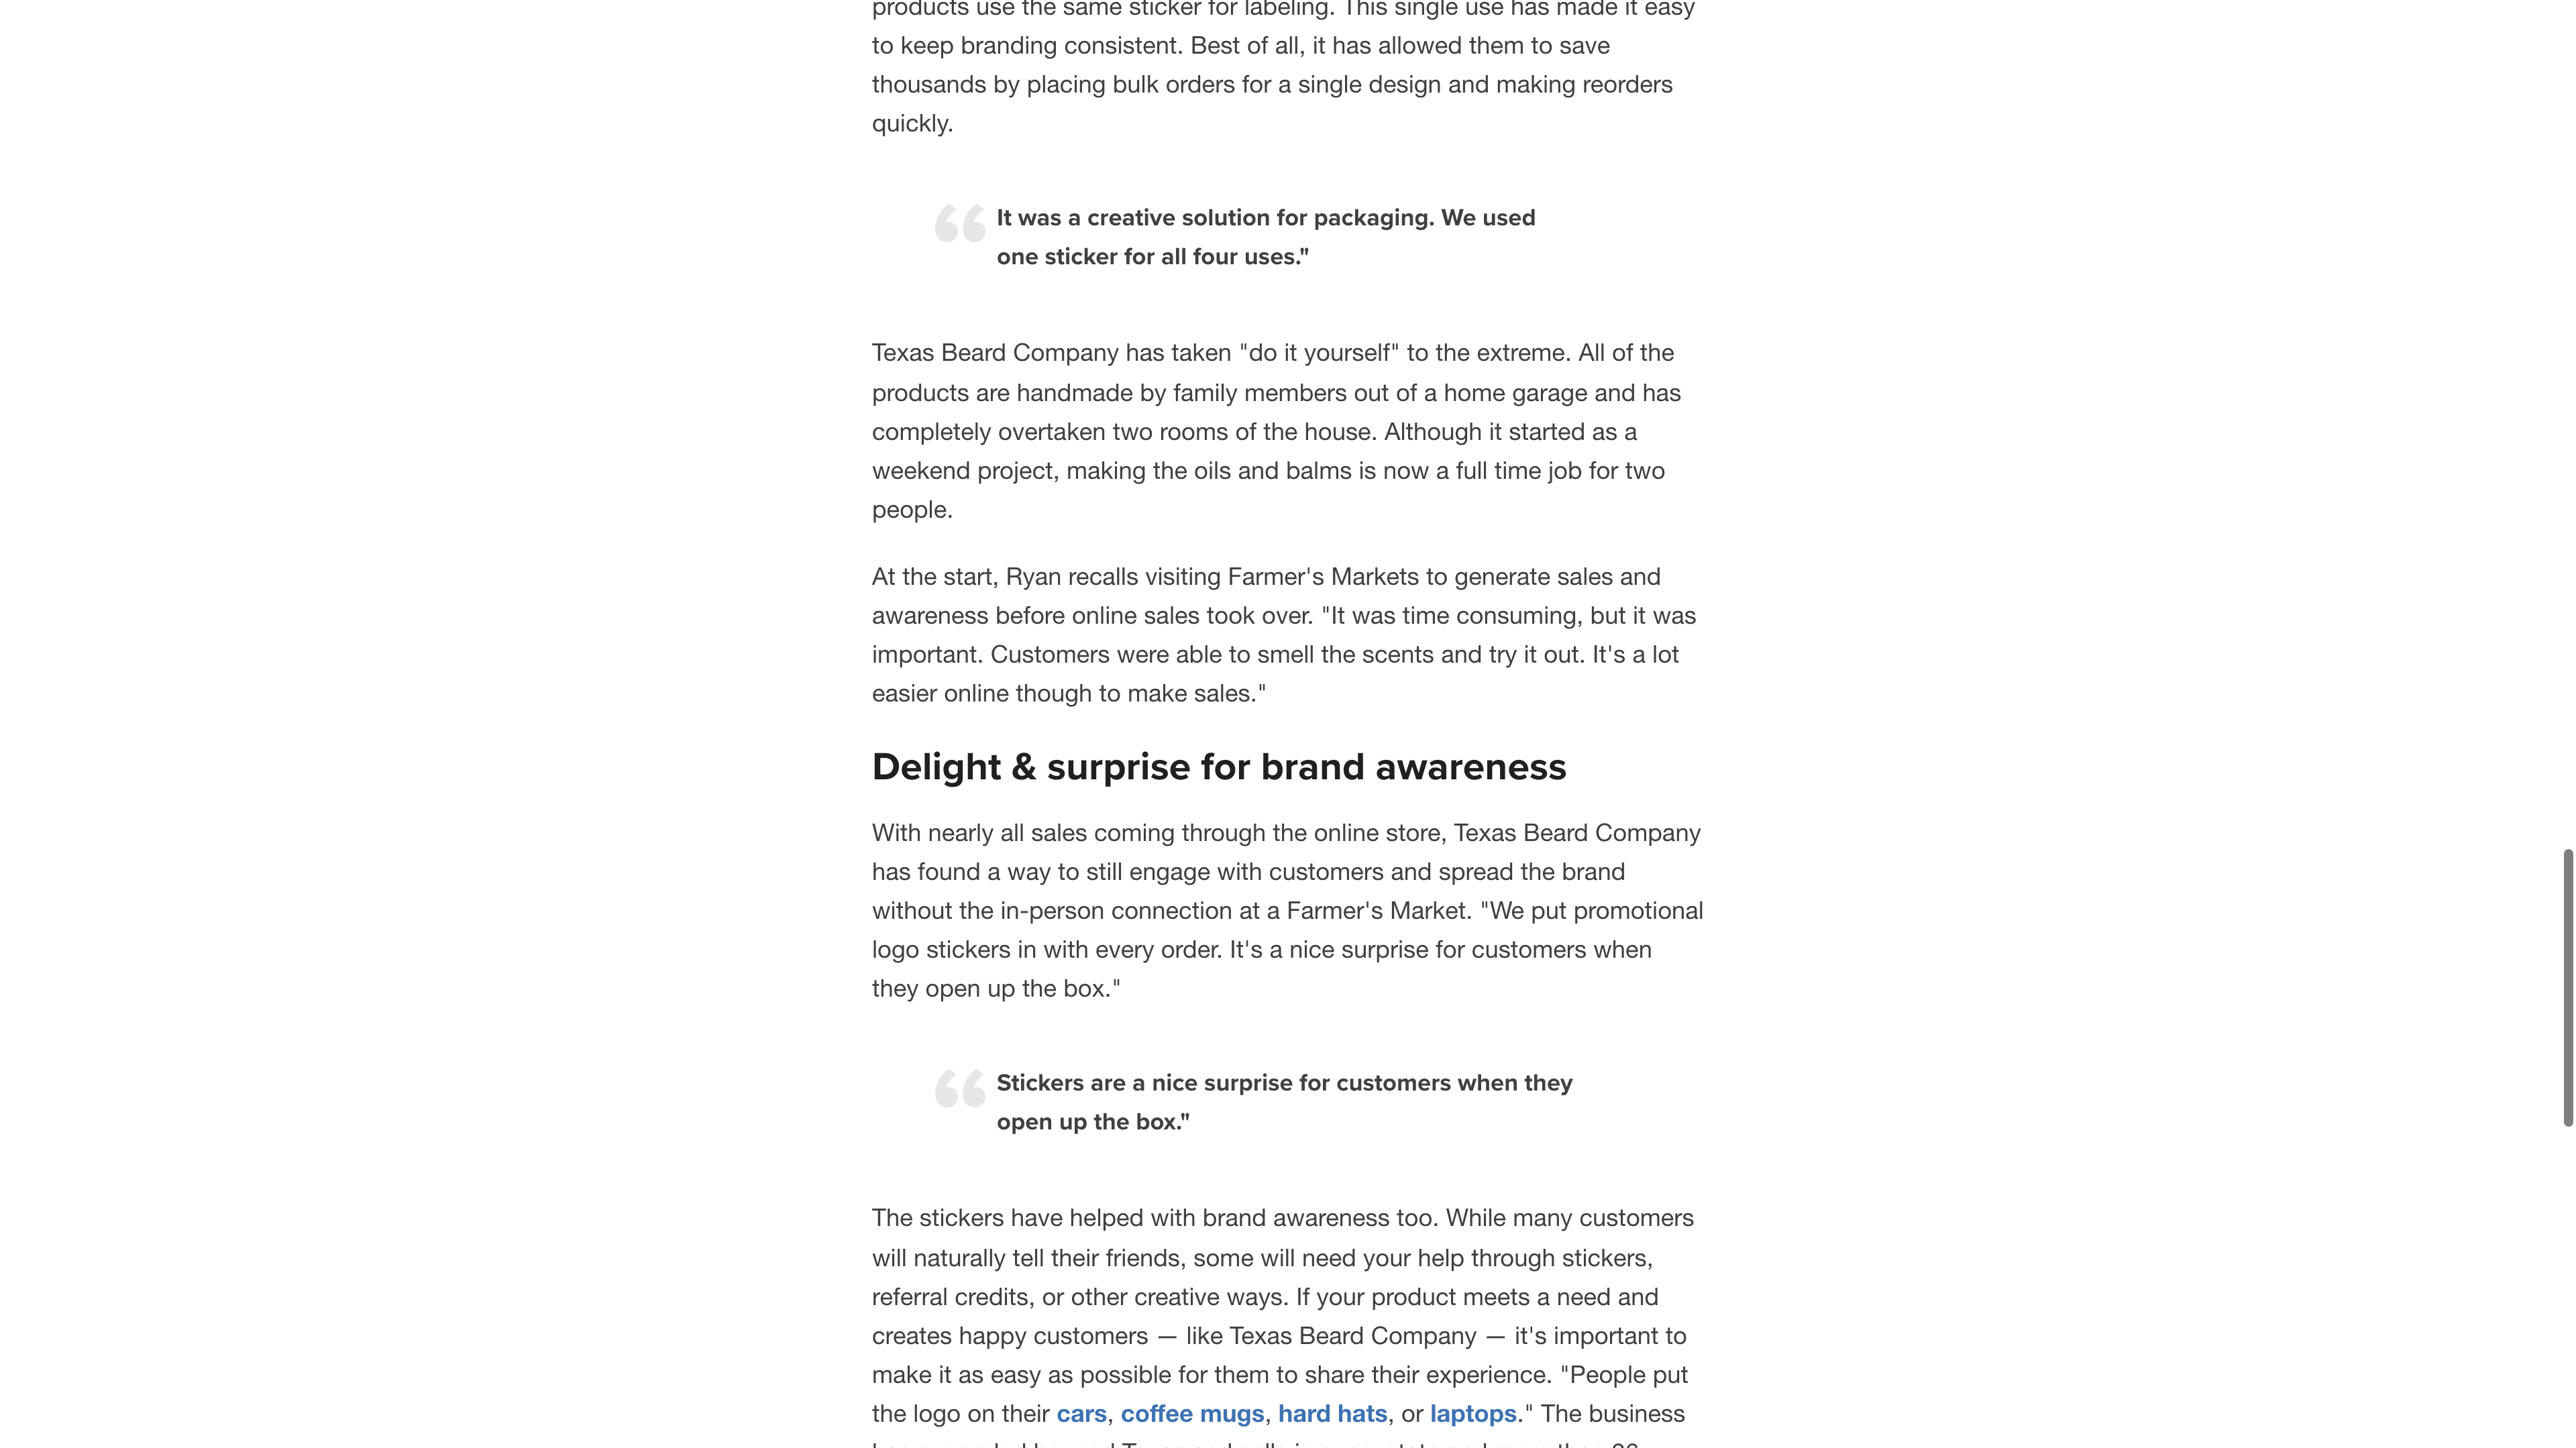 products use the same sticker for labeling. This single use has made it easy
to keep branding consistent. Best of all, it has allowed them to save
thousands by placing bulk orders for a single design and making reorders
quickly.
It was a creative solution for packaging. We used
one sticker for all four uses."
Texas Beard Company has taken "do it yourself" to the extreme. All of the
products are handmade by family members out of a home garage and has
completely overtaken two rooms of the house. Although it started as a
weekend project, making the oils and balms is now a full time job for two
people.
At the start, Ryan recalls visiting Farmer's Markets to generate sales and
awareness before online sales took over. "It was time consuming, but it was
important. Customers were able to smell the scents and try it out. It's a lot
easier online though to make sales."
Delight & surprise for brand awareness
With nearly all sales coming through the online store, Texas Beard Company
has found a way to still engage with customers and spread the brand
without the in-person connection at a Farmer's Market. "We put promotional
logo stickers in with every order. It's a nice surprise for customers when
they open up the box."
Stickers are a nice surprise for customers when they
open up the box."
The stickers have helped with brand awareness too. While many customers
will naturally tell their friends, some will need your help through stickers,
referral credits, or other creative ways. If your product meets a need and
creates happy customers — like Texas Beard Company — it's important to
make it as easy as possible for them to share their experience. "People put
the logo on their cars, coffee mugs, hard hats, or laptops." The business